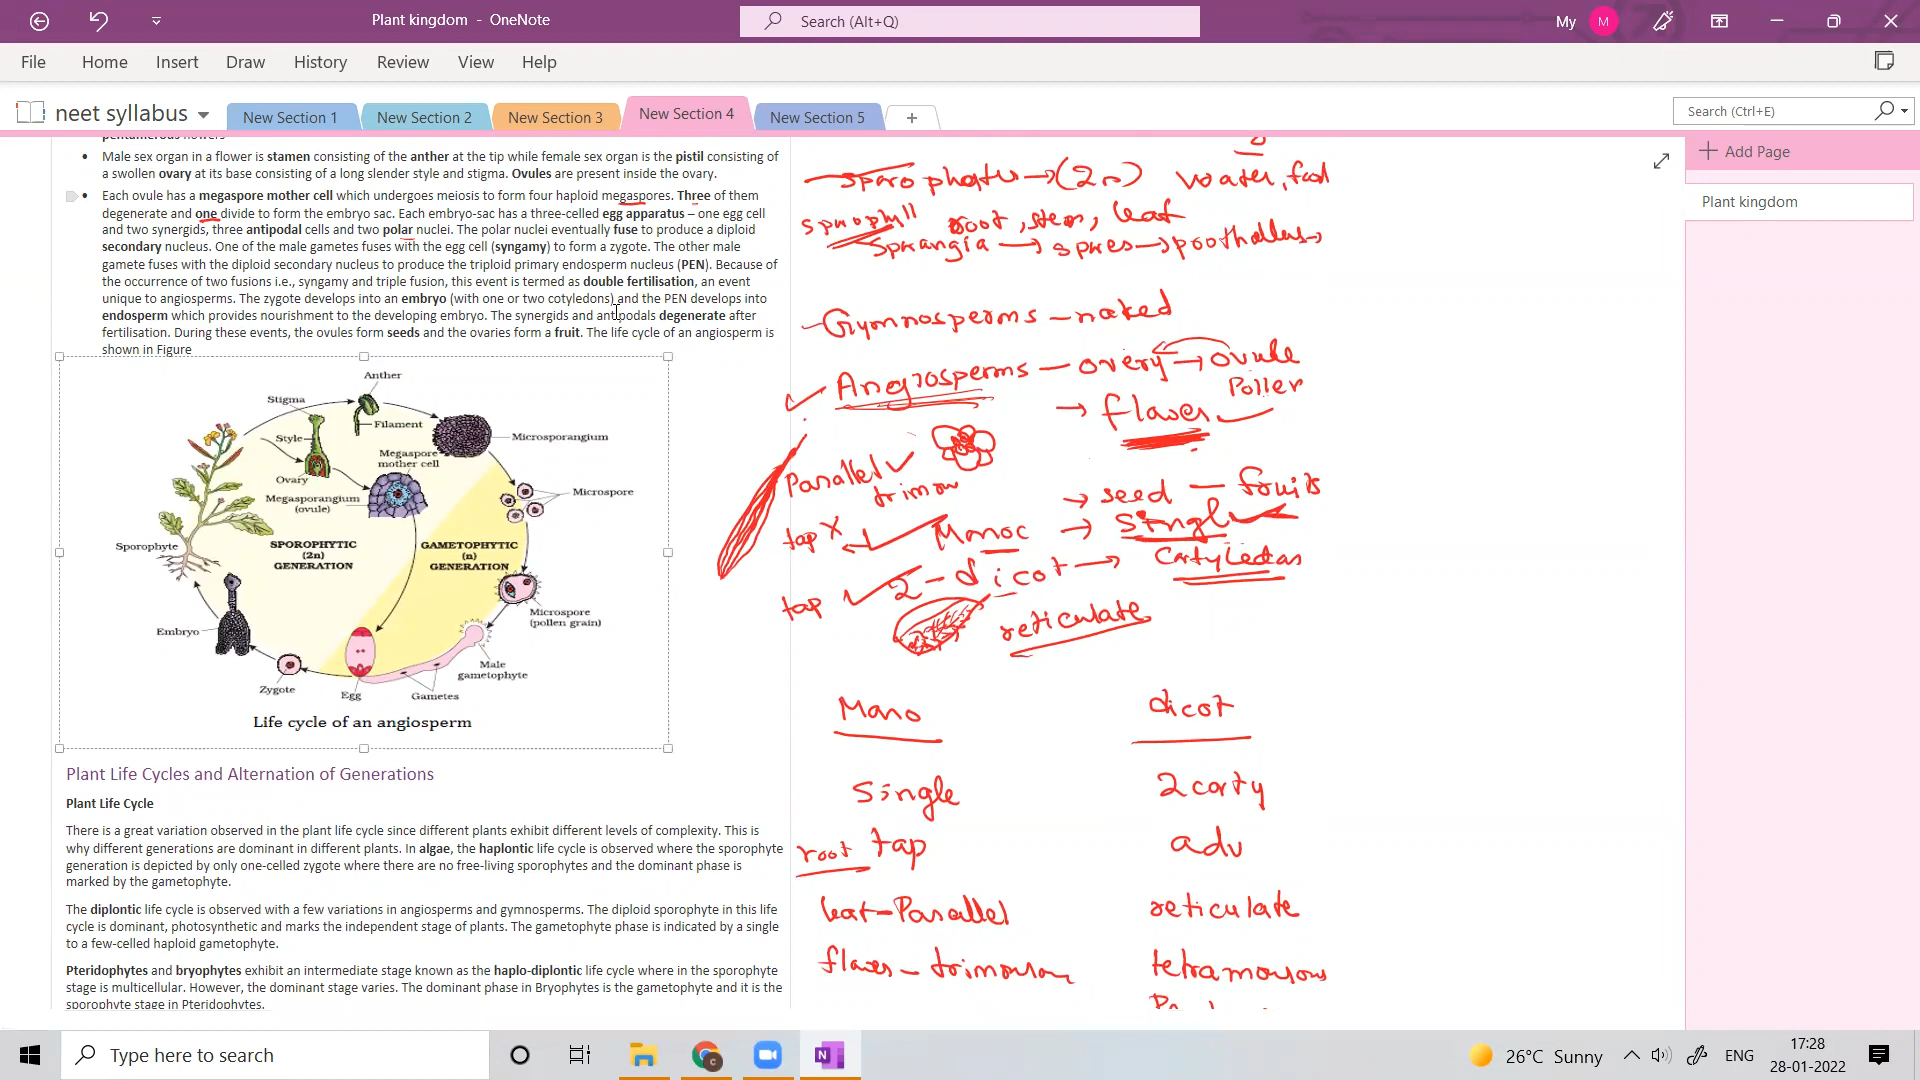 Plant kingdom - OneNote
Search (Alt+Q)
My
M
File Home Insert Draw History Review View Help
neet syllabus
New Section 1
New Section 2
New Section 3
New Section 4
New Section 5
Search (Ctrl+E)
Add Page
Plant kingdom
Male sex organ in a flower is stamen consisting of the anther at the tip while female sex organ is the pistil consisting of
a swollen ovary at its base consisting of a long slender style and stigma. Ovules are present inside the ovary.
Each ovule has a megaspore mother cell which undergoes meiosis to form four haploid megaspores. Three of them
degenerate and one divide to form the embryo sac. Each embryo-sac has a three-celled egg apparatus – one egg cell
and two synergids, three antipodal cells and two polar nuclei. The polar nuclei eventually fuse to produce a diploid
secondary nucleus. One of the male gametes fuses with the egg cell (syngamy) to form a zygote. The other male
gamete fuses with the diploid secondary nucleus to produce the triploid primary endosperm nucleus (PEN). Because of
the occurrence of two fusions i.e., syngamy and triple fusion, this event is termed as double fertilisation, an event
unique to angiosperms. The zygote develops into an embryo (with one or two cotyledons) and the PEN develops into
endosperm which provides nourishment to the developing embryo. The synergids and antipodals degenerate after
fertilisation. During these events, the ovules form seeds and the ovaries form a fruit. The life cycle of an angiosperm is
shown in Figure
Anther
Stigma
Filament
Style
Microsporangium
Megaspore
mother cell
Ovary
Megasporangium
(ovule)
Microspore
Sporophyte
SPOROPHYTIC
(2n)
GENERATION
GAMETOPHYTIC
(n)
GENERATION
Microspore
(pollen grain)
Embryo
Male
gametophyte
Zygote
Egg
Gametes
Life cycle of an angiosperm
Plant Life Cycles and Alternation of Generations
Plant Life Cycle
There is a great variation observed in the plant life cycle since different plants exhibit different levels of complexity. This is
why different generations are dominant in different plants. In algae, the haplontic life cycle is observed where the sporophyte
generation is depicted by only one-celled zygote where there are no free-living sporophytes and the dominant phase is
marked by the gametophyte.
The diplontic life cycle is observed with a few variations in angiosperms and gymnosperms. The diploid sporophyte in this life
cycle is dominant, photosynthetic and marks the independent stage of plants. The gametophyte phase is indicated by a single
to a few-celled haploid gametophyte.
Pteridophytes and bryophytes exhibit an intermediate stage known as the haplo-diplontic life cycle where in the sporophyte
stage is multicellular. However, the dominant stage varies. The dominant phase in Bryophytes is the gametophyte and it is the
sporophyte stage in Pteridophytes.
→ (2n) water, food
root, stem, leaf
→ spores →
Gymnosperms – naked
Angiosperms – overy → ovule
→
Parallel
→ seed – fruits
tap x Monoc → Single
tap 2 - dicot →
reticulate
Mono dicot
Single 2 coty
root tap adv
leaf - Parallel reticulate
Type here to search
26°C Sunny
ENG
17:28
28-01-2022